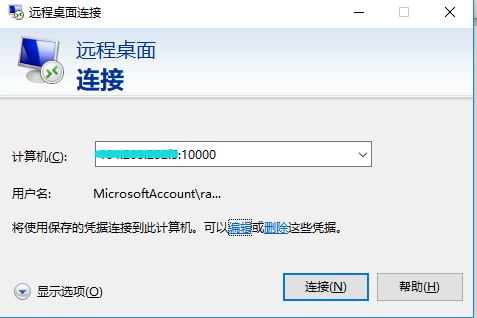 远程桌面连接
远程桌面
连接
计算机(C):
:10000
用户名:
MicrosoftAccount\ra...
将使用保存的凭据连接到此计算机。可以编辑或删除这些凭据。
显示选项(O)
连接(N)
帮助(H)